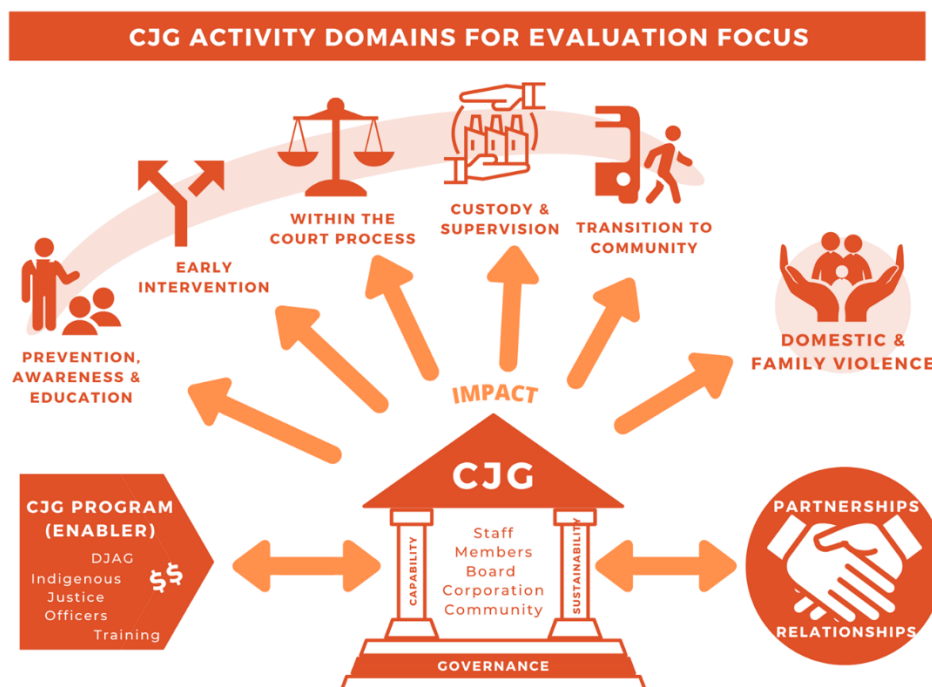 CJG ACTIVITY DOMAINS FOR EVALUATION FOCUS
PREVENTION,
AWARENESS &
EDUCATION
EARLY
INTERVENTION
WITHIN THE
COURT PROCESS
CUSTODY &
SUPERVISION
TRANSITION TO
COMMUNITY
DOMESTIC &
FAMILY VIOLENCE
IMPACT
CJG PROGRAM
(ENABLER)
DJAG
Indigenous
Justice
Officers
Training
$$
CJG
CAPABILITY
Staff
Members
Board
Corporation
Community
SUSTAINABILITY
GOVERNANCE
PARTNERSHIPS
RELATIONSHIPS